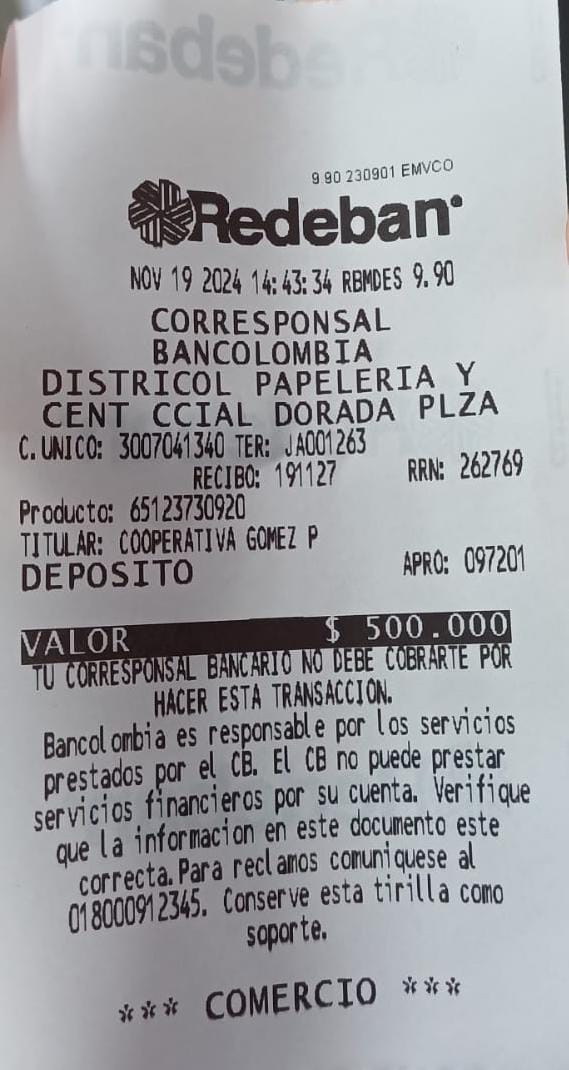 9.90 230901 EMVCO
Redeban
NOV 19 2024 14:43:34 RBMDES 9.90
CORRESPONSAL
BANCOLOMBIA
DISTRICOL PAPELERIA Y
CENT CCIAL DORADA PLZA
C.UNICO: 3007041340 TER: JA001263
RECIBO: 191127 RRN: 262769
Producto: 65123730920
TITULAR: COOPERATIVA GOMEZ P
DEPOSITO APRO: 097201
VALOR $ 500.000
TU CORRESPONSAL BANCARIO NO DEBE COBRARTE POR
HACER ESTA TRANSACCION.
Bancolombia es responsable por los servicios
prestados por el CB. El CB no puede prestar
servicios financieros por su cuenta. Verifique
que la informacion en este documento este
correcta.Para reclamos comuniquese al
018000912345. Conserve esta tirilla como
soporte.
*** COMERCIO ***